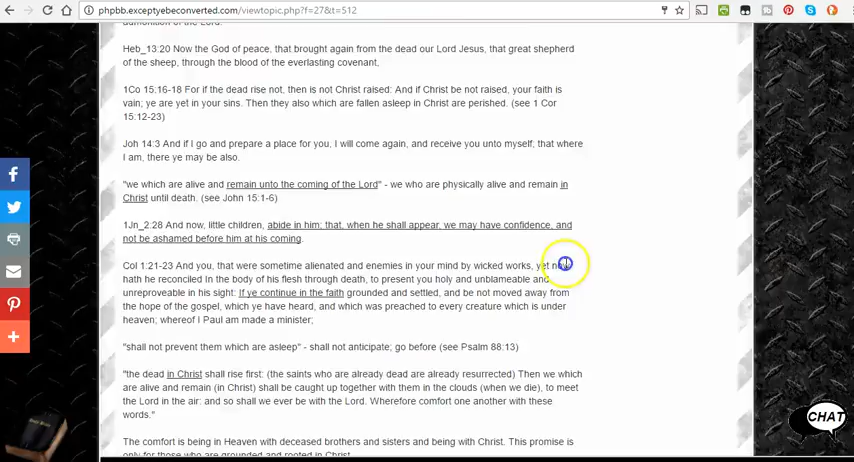 phpbb.exceptyebeconverted.com/viewtopic.php?f=27&t=512
admonition of the Lord.
Heb_13:20 Now the God of peace, that brought again from the dead our Lord Jesus, that great shepherd
of the sheep, through the blood of the everlasting covenant,
1Co 15:16-18 For if the dead rise not, then is not Christ raised: And if Christ be not raised, your faith is
vain; ye are yet in your sins. Then they also which are fallen asleep in Christ are perished. (see 1 Cor
15:12-23)
Joh 14:3 And if I go and prepare a place for you, I will come again, and receive you unto myself; that where
I am, there ye may be also.
"we which are alive and remain unto the coming of the Lord" - we who are physically alive and remain in
Christ until death. (see John 15:1-6)
1Jn_2:28 And now, little children, abide in him; that, when he shall appear, we may have confidence, and
not be ashamed before him at his coming.
Col 1:21-23 And you, that were sometime alienated and enemies in your mind by wicked works, yet now
hath he reconciled In the body of his flesh through death, to present you holy and unblameable and
unreproveable in his sight: If ye continue in the faith grounded and settled, and be not moved away from
the hope of the gospel, which ye have heard, and which was preached to every creature which is under
heaven; whereof I Paul am made a minister;
"shall not prevent them which are asleep" - shall not anticipate; go before (see Psalm 88:13)
"the dead in Christ shall rise first: (the saints who are already dead are already resurrected) Then we which
are alive and remain (in Christ) shall be caught up together with them in the clouds (when we die), to meet
the Lord in the air: and so shall we ever be with the Lord. Wherefore comfort one another with these
words."
The comfort is being in Heaven with deceased brothers and sisters and being with Christ. This promise is
only for those who are grounded and rooted in Christ.
CHAT